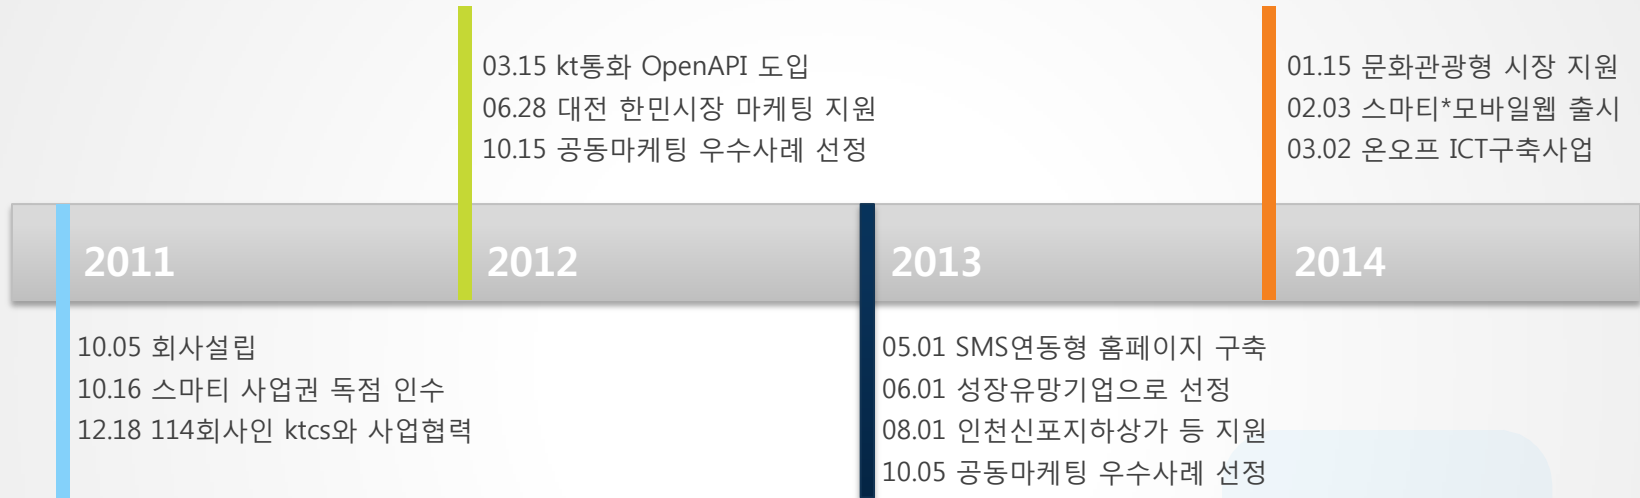 03.15 kt통화 OpenAPI 도입
06.28 대전 한민시장 마케팅 지원
10.15 공동마케팅 우수사례 선정
01.15 문화관광형 시장 지원
02.03 스마티*모바일웹 출시
03.02 온오프 ICT구축사업
2011
2012
2013
2014
10.05 회사설립
10.16 스마티 사업권 독점 인수
12.18 114회사인 ktcs와 사업협력
05.01 SMS연동형 홈페이지 구축
06.01 성장유망기업으로 선정
08.01 인천신포지하상가 등 지원
10.05 공동마케팅 우수사례 선정